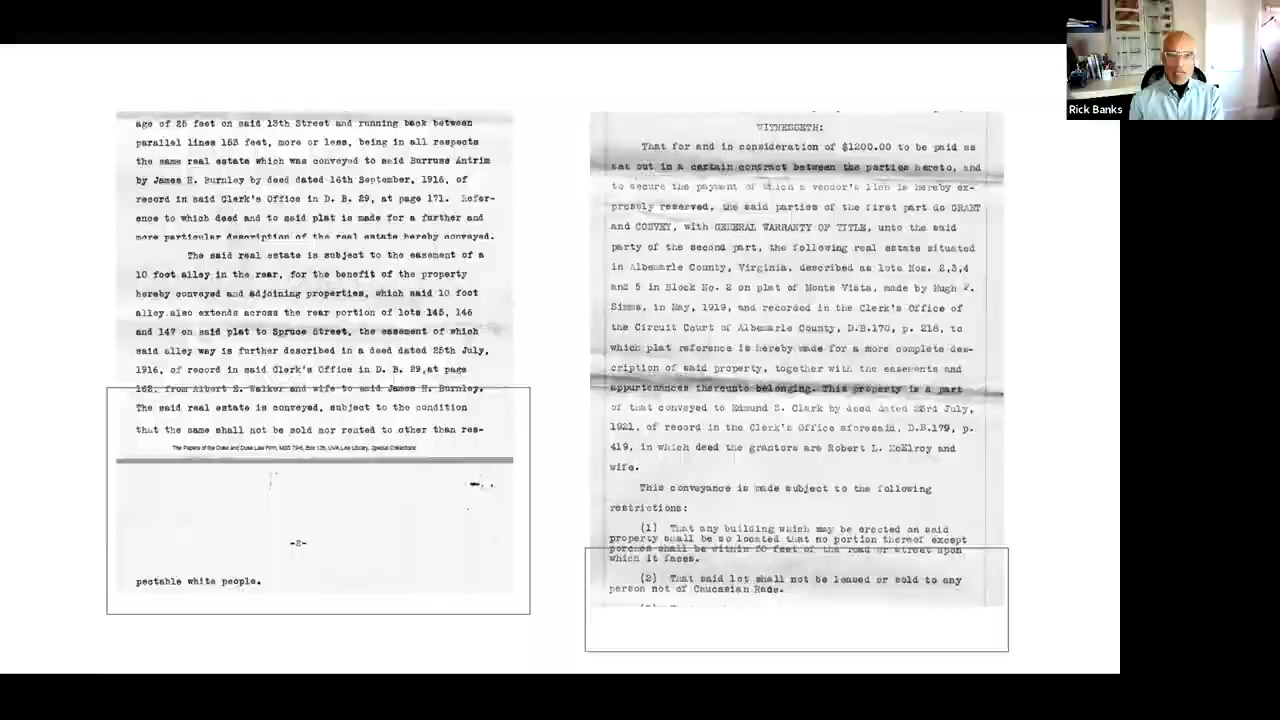 age of 25 feet on said 13th Street and running back between
parallel lines 153 feet, more or less, being in all respects
the same real estate which was conveyed to said Burruss Antrim
by James H. Burnley by deed dated 16th September, 1916, of
record in said Clerk's Office in D. B. 29, at page 171. Refer-
ence to which deed and to said plat is made for a further and
more particular description of the real estate hereby conveyed.
The said real estate is subject to the easement of a
10 foot alley in the rear, for the benefit of the property
hereby conveyed and adjoining properties, which said 10 foot
alley also extends across the rear portion of lots 145, 146
and 147 on said plat to Spruce Street, the easement of which
said alley way is further described in a deed dated 25th July,
1916, of record in said Clerk's Office in D. B. 29, at page
162, from Albert E. Walker and wife to said James H. Burnley.
The said real estate is conveyed, subject to the condition
that the same shall not be sold nor rented to other than res-
The Papers of the Duke and Duke Law Firm, MSS 79-6, Box 125, UVA Law Library, Special Collections
-2-
pectable white people.
WITNESSETH:
That for and in consideration of $1200.00 to be paid as
set out in a certain contract between the parties hereto, and
to secure the payment of which a vendor's lien is hereby ex-
pressly reserved, the said parties of the first part do GRANT
and CONVEY, with GENERAL WARRANTY OF TITLE, unto the said
party of the second part, the following real estate situated
in Albemarle County, Virginia, described as lots Nos. 2,3,4
and 5 in Block No. 2 on plat of Monte Vista, made by Hugh F.
Simms, in May, 1919, and recorded in the Clerk's Office of
the Circuit Court of Albemarle County, D.B.170, p. 218, to
which plat reference is hereby made for a more complete des-
cription of said property, together with the easements and
appurtenances thereunto belonging. This property is a part
of that conveyed to Edmund S. Clark by deed dated 23rd July,
1921, of record in the Clerk's Office aforesaid, D.B.179, p.
419, in which deed the grantors are Robert L. McElroy and
wife.
This conveyance is made subject to the following
restrictions:
(1) That any building which may be erected on said
property shall be so located that no portion thereof except
porches shall be within 50 feet of the road or street upon
which it faces.
(2) That said lot shall not be leased or sold to any
person not of Caucasian Race.
Rick Banks